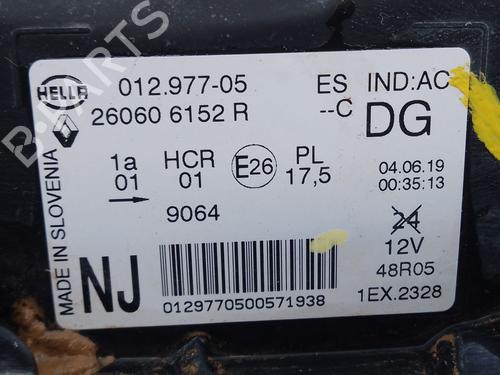 HELLA
012.977-05 ES IND:AC
26060 6152 R --C DG
1a HCR E26 PL 04.06.19
01 01 17,5 00:35:13
9064 24
12V
NJ 48R05
0129770500571938 1EX.2328
MADE IN SLOVENIA
B-PARTS